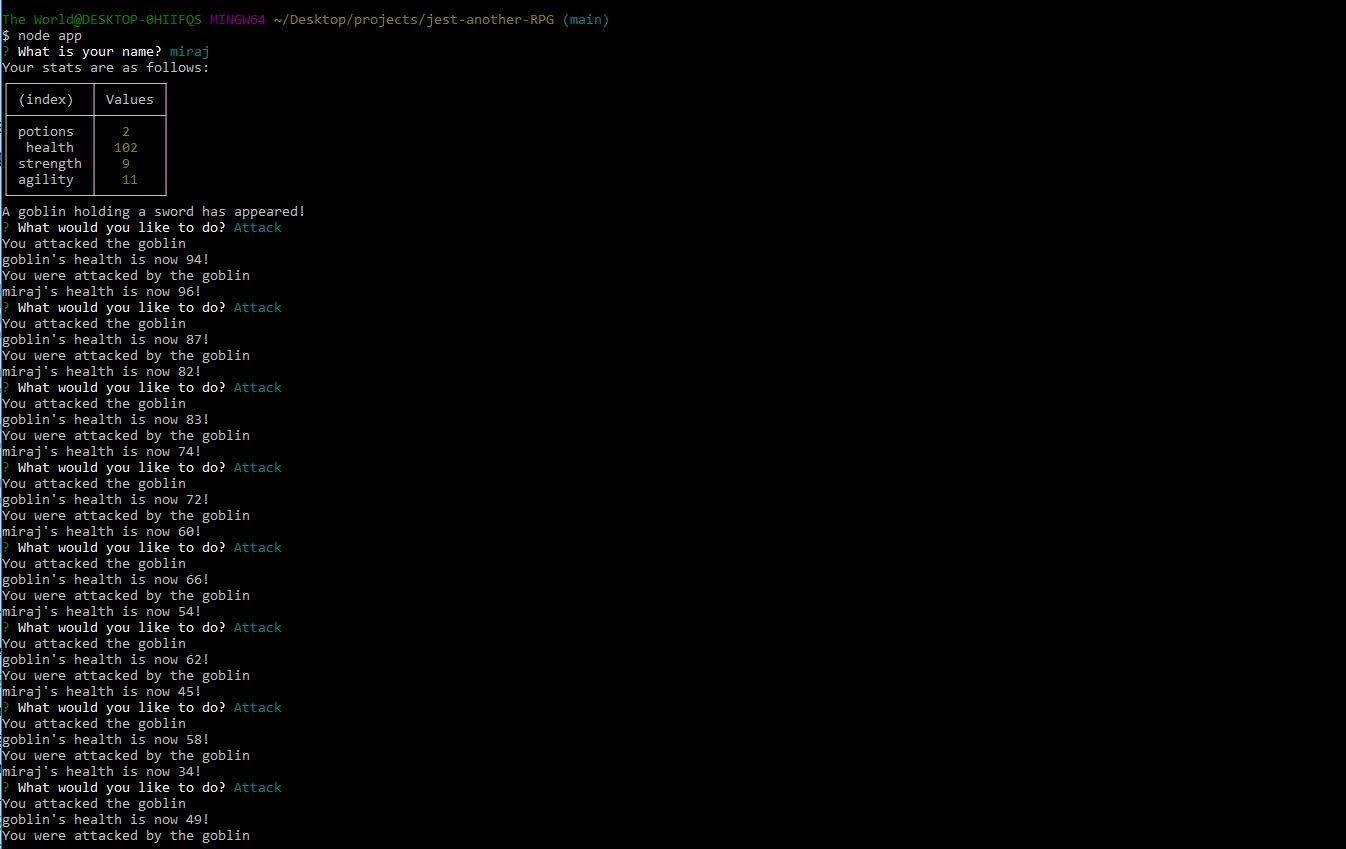 The World@DESKTOP-0HIIFQS MINGW64 ~/Desktop/projects/jest-another-RPG (main)
$ node app
? What is your name? miraj
Your stats are as follows:
(index) Values
potions 2
health 102
strength 9
agility 11
A goblin holding a sword has appeared!
? What would you like to do? Attack
You attacked the goblin
goblin's health is now 94!
You were attacked by the goblin
miraj's health is now 96!
? What would you like to do? Attack
You attacked the goblin
goblin's health is now 87!
You were attacked by the goblin
miraj's health is now 82!
? What would you like to do? Attack
You attacked the goblin
goblin's health is now 83!
You were attacked by the goblin
miraj's health is now 74!
? What would you like to do? Attack
You attacked the goblin
goblin's health is now 72!
You were attacked by the goblin
miraj's health is now 60!
? What would you like to do? Attack
You attacked the goblin
goblin's health is now 66!
You were attacked by the goblin
miraj's health is now 54!
? What would you like to do? Attack
You attacked the goblin
goblin's health is now 62!
You were attacked by the goblin
miraj's health is now 45!
? What would you like to do? Attack
You attacked the goblin
goblin's health is now 58!
You were attacked by the goblin
miraj's health is now 34!
? What would you like to do? Attack
You attacked the goblin
goblin's health is now 49!
You were attacked by the goblin